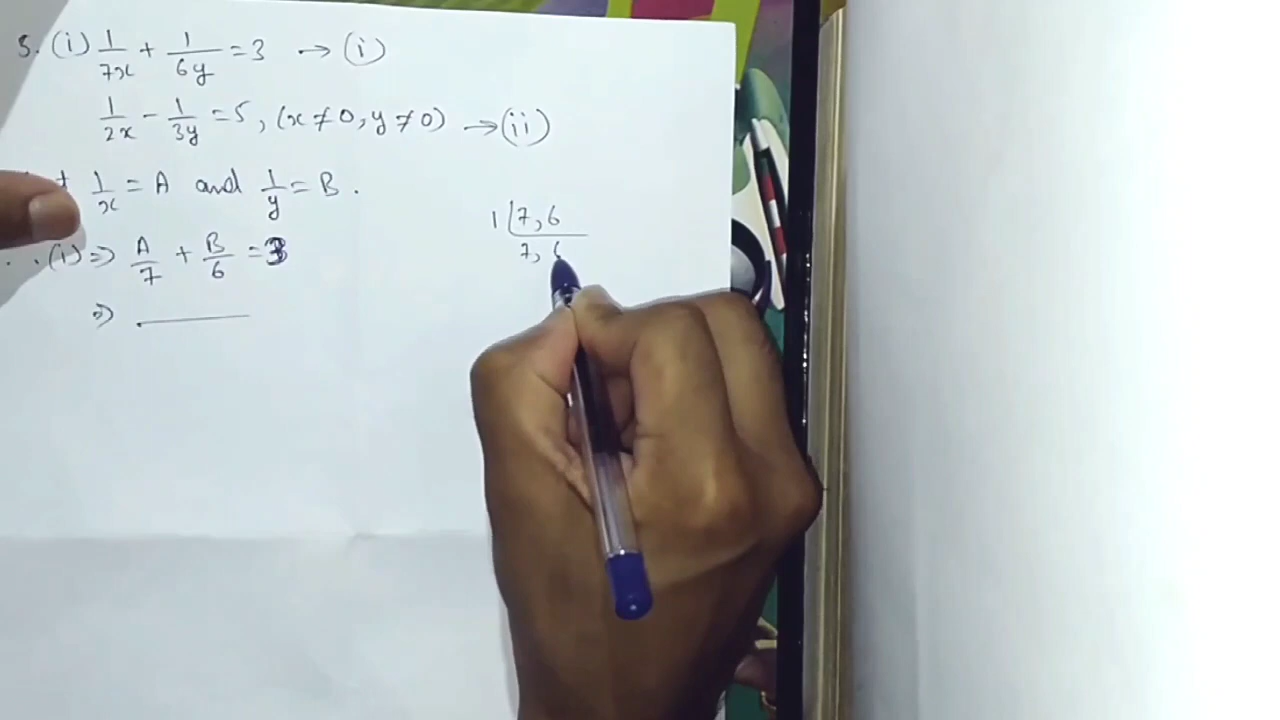 5. (i) 1/7x + 1/6y = 3 → (i)
1/2x - 1/3y = 5, (x ≠ 0, y ≠ 0) → (ii)
1/x = A and 1/y = B.
(i) ⇒ A/7 + B/6 = 3
⇒
1 | 7, 6
7, 6